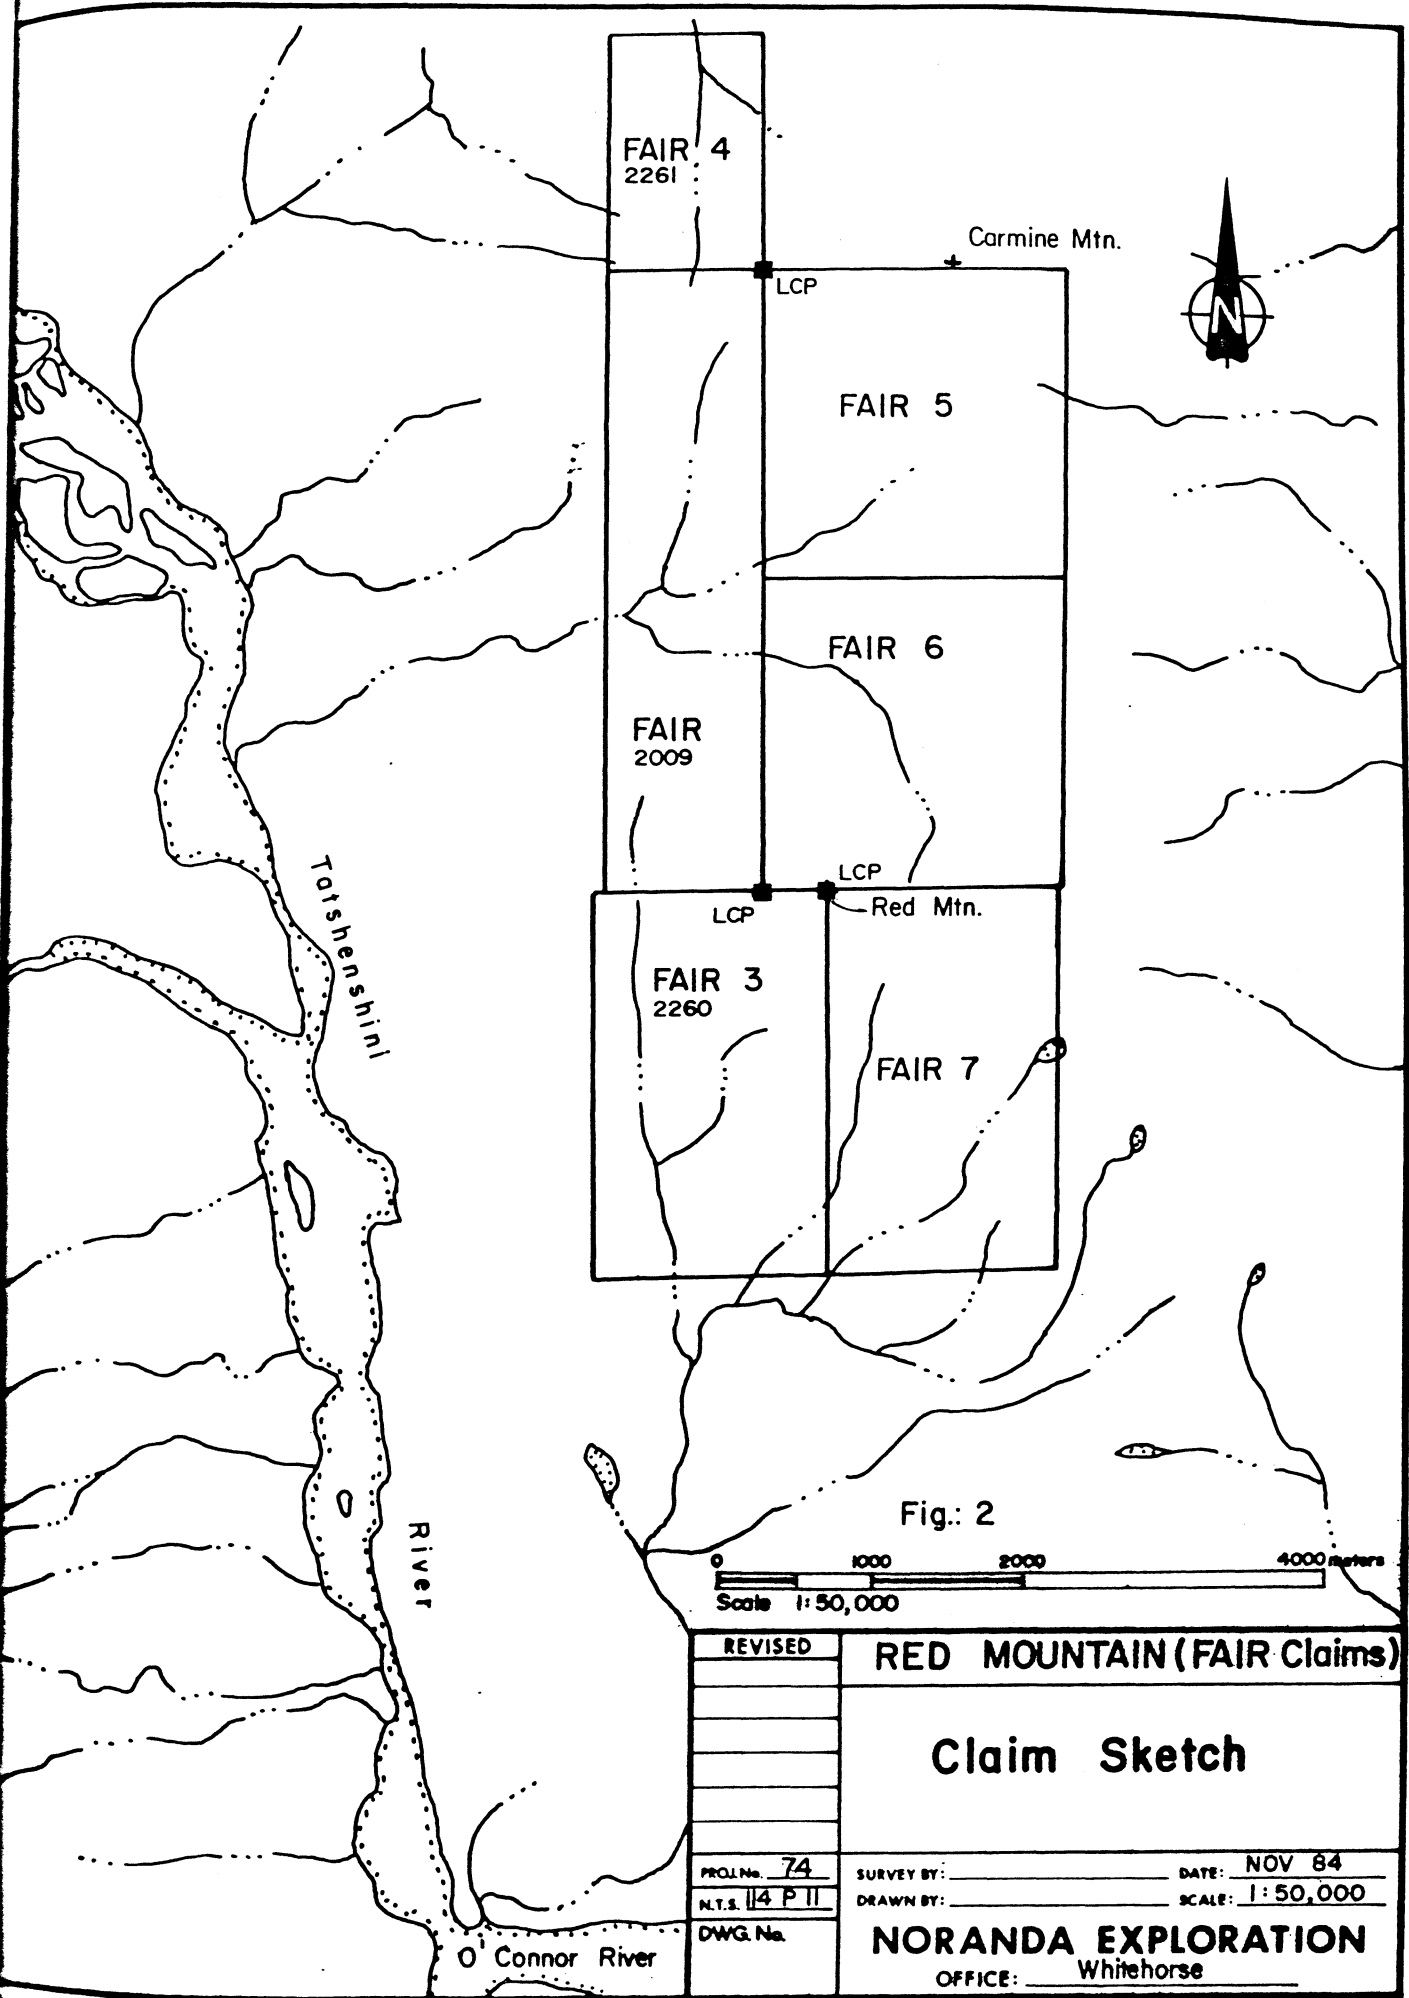 FAIR 4
2261
Carmine Mtn.
LCP
N
FAIR 5
FAIR 6
FAIR
2009
LCP
LCP
Red Mtn.
Tatshenshini
FAIR 3
2260
FAIR 7
Fig.: 2
River
0 1000 2000 4000 meters
Scale 1:50,000
REVISED
RED MOUNTAIN (FAIR Claims)
Claim Sketch
PROJ. No. 74
SURVEY BY:
DATE: NOV 84
N.T.S. 114 P 11
DRAWN BY:
SCALE: 1:50,000
DWG. No.
NORANDA EXPLORATION
OFFICE: Whitehorse
O'Connor River